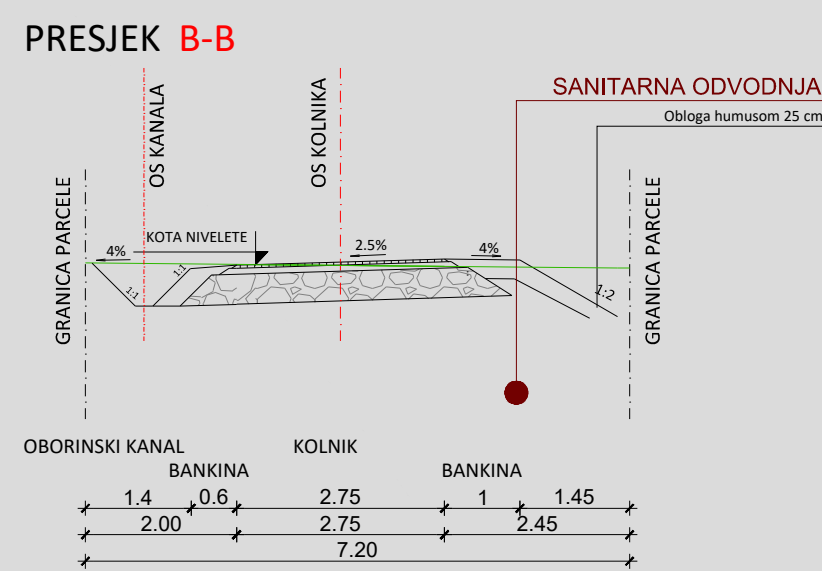 PRESJEK B-B
SANITARNA ODVODNJA
Obloga humusom 25 cm
OS KANALA
OS KOLNIKA
GRANICA PARCELE
GRANICA PARCELE
KOTA NIVELETE
4%
2.5%
4%
1:1
1:1
1:2
OBORINSKI KANAL
KOLNIK
BANKINA
BANKINA
1.4 0.6 2.75 1 1.45
2.00 2.75 2.45
7.20